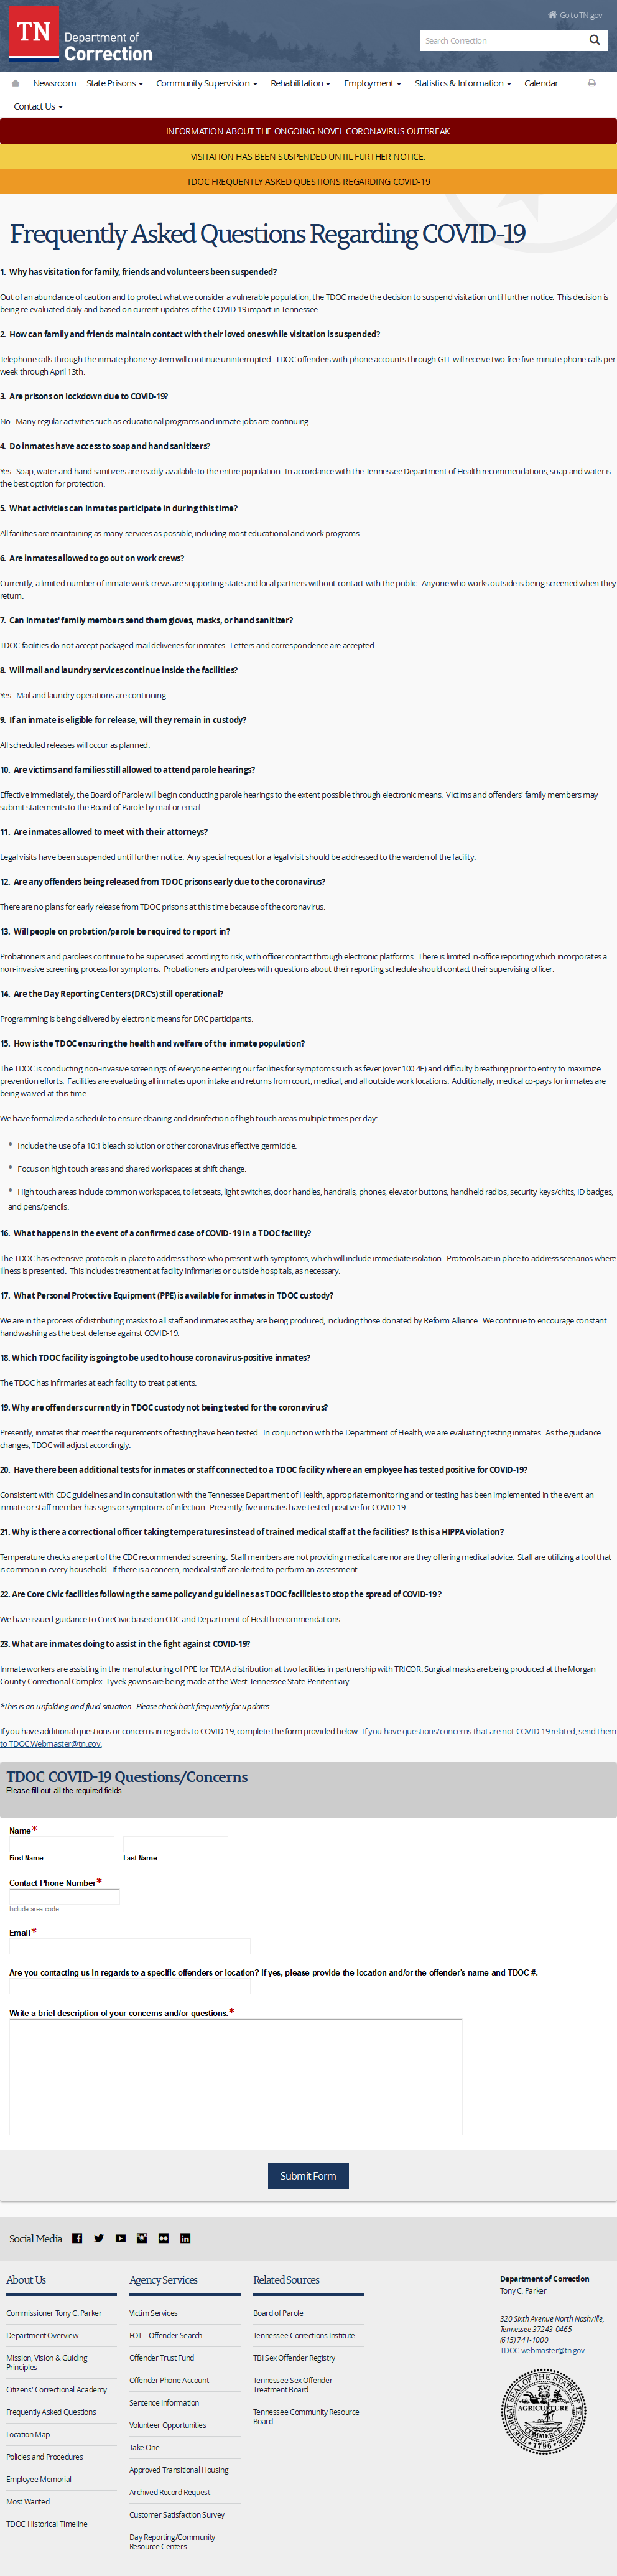 Go to TN.gov
TN Department of
Correction
Search Correction
Newsroom State Prisons Community Supervision Rehabilitation Employment Statistics & Information Calendar
Contact Us
INFORMATION ABOUT THE ONGOING NOVEL CORONAVIRUS OUTBREAK
VISITATION HAS BEEN SUSPENDED UNTIL FURTHER NOTICE.
TDOC FREQUENTLY ASKED QUESTIONS REGARDING COVID-19
Frequently Asked Questions Regarding COVID-19
1. Why has visitation for family, friends and volunteers been suspended?
Out of an abundance of caution and to protect what we consider a vulnerable population, the TDOC made the decision to suspend visitation until further notice. This decision is
being re-evaluated daily and based on current updates of the COVID-19 impact in Tennessee.
2. How can family and friends maintain contact with their loved ones while visitation is suspended?
Telephone calls through the inmate phone system will continue uninterrupted. TDOC offenders with phone accounts through GTL will receive two free five-minute phone calls per
week through April 13th.
3. Are prisons on lockdown due to COVID-19?
No. Many regular activities such as educational programs and inmate jobs are continuing.
4. Do inmates have access to soap and hand sanitizers?
Yes. Soap, water and hand sanitizers are readily available to the entire population. In accordance with the Tennessee Department of Health recommendations, soap and water is
the best option for protection.
5. What activities can inmates participate in during this time?
All facilities are maintaining as many services as possible, including most educational and work programs.
6. Are inmates allowed to go out on work crews?
Currently, a limited number of inmate work crews are supporting state and local partners without contact with the public. Anyone who works outside is being screened when they
return.
7. Can inmates' family members send them gloves, masks, or hand sanitizer?
TDOC facilities do not accept packaged mail deliveries for inmates. Letters and correspondence are accepted.
8. Will mail and laundry services continue inside the facilities?
Yes. Mail and laundry operations are continuing.
9. If an inmate is eligible for release, will they remain in custody?
All scheduled releases will occur as planned.
10. Are victims and families still allowed to attend parole hearings?
Effective immediately, the Board of Parole will begin conducting parole hearings to the extent possible through electronic means. Victims and offenders' family members may
submit statements to the Board of Parole by mail or email.
11. Are inmates allowed to meet with their attorneys?
Legal visits have been suspended until further notice. Any special request for a legal visit should be addressed to the warden of the facility.
12. Are any offenders being released from TDOC prisons early due to the coronavirus?
There are no plans for early release from TDOC prisons at this time because of the coronavirus.
13. Will people on probation/parole be required to report in?
Probationers and parolees continue to be supervised according to risk, with officer contact through electronic platforms. There is limited in-office reporting which incorporates a
non-invasive screening process for symptoms. Probationers and parolees with questions about their reporting schedule should contact their supervising officer.
14. Are the Day Reporting Centers (DRC's) still operational?
Programming is being delivered by electronic means for DRC participants.
15. How is the TDOC ensuring the health and welfare of the inmate population?
The TDOC is conducting non-invasive screenings of everyone entering our facilities for symptoms such as fever (over 100.4F) and difficulty breathing prior to entry to maximize
prevention efforts. Facilities are evaluating all inmates upon intake and returns from court, medical, and all outside work locations. Additionally, medical co-pays for inmates are
being waived at this time.
We have formalized a schedule to ensure cleaning and disinfection of high touch areas multiple times per day:
* Include the use of a 10:1 bleach solution or other coronavirus effective germicide.
* Focus on high touch areas and shared workspaces at shift change.
* High touch areas include common workspaces, toilet seats, light switches, door handles, handrails, phones, elevator buttons, handheld radios, security keys/chits, ID badges,
and pens/pencils.
16. What happens in the event of a confirmed case of COVID- 19 in a TDOC facility?
The TDOC has extensive protocols in place to address those who present with symptoms, which will include immediate isolation. Protocols are in place to address scenarios where
illness is presented. This includes treatment at facility infirmaries or outside hospitals, as necessary.
17. What Personal Protective Equipment (PPE) is available for inmates in TDOC custody?
We are in the process of distributing masks to all staff and inmates as they are being produced, including those donated by Reform Alliance. We continue to encourage constant
handwashing as the best defense against COVID-19.
18. Which TDOC facility is going to be used to house coronavirus-positive inmates?
The TDOC has infirmaries at each facility to treat patients.
19. Why are offenders currently in TDOC custody not being tested for the coronavirus?
Presently, inmates that meet the requirements of testing have been tested. In conjunction with the Department of Health, we are evaluating testing inmates. As the guidance
changes, TDOC will adjust accordingly.
20. Have there been additional tests for inmates or staff connected to a TDOC facility where an employee has tested positive for COVID-19?
Consistent with CDC guidelines and in consultation with the Tennessee Department of Health, appropriate monitoring and or testing has been implemented in the event an
inmate or staff member has signs or symptoms of infection. Presently, five inmates have tested positive for COVID-19.
21. Why is there a correctional officer taking temperatures instead of trained medical staff at the facilities? Is this a HIPPA violation?
Temperature checks are part of the CDC recommended screening. Staff members are not providing medical care nor are they offering medical advice. Staff are utilizing a tool that
is common in every household. If there is a concern, medical staff are alerted to perform an assessment.
22. Are Core Civic facilities following the same policy and guidelines as TDOC facilities to stop the spread of COVID-19 ?
We have issued guidance to CoreCivic based on CDC and Department of Health recommendations.
23. What are inmates doing to assist in the fight against COVID-19?
Inmate workers are assisting in the manufacturing of PPE for TEMA distribution at two facilities in partnership with TRICOR. Surgical masks are being produced at the Morgan
County Correctional Complex. Tyvek gowns are being made at the West Tennessee State Penitentiary.
*This is an unfolding and fluid situation. Please check back frequently for updates.
If you have additional questions or concerns in regards to COVID-19, complete the form provided below. If you have questions/concerns that are not COVID-19 related, send them
to TDOC.Webmaster@tn.gov.
TDOC COVID-19 Questions/Concerns
Please fill out all the required fields.
Name*
First Name Last Name
Contact Phone Number*
Include area code
Email*
Are you contacting us in regards to a specific offenders or location? If yes, please provide the location and/or the offender's name and TDOC #.
Write a brief description of your concerns and/or questions.*
Submit Form
Social Media
About Us
Commissioner Tony C. Parker
Department Overview
Mission, Vision & Guiding
Principles
Citizens' Correctional Academy
Frequently Asked Questions
Location Map
Policies and Procedures
Employee Memorial
Most Wanted
TDOC Historical Timeline
Agency Services
Victim Services
FOIL - Offender Search
Offender Trust Fund
Offender Phone Account
Sentence Information
Volunteer Opportunities
Take One
Approved Transitional Housing
Archived Record Request
Customer Satisfaction Survey
Day Reporting/Community
Resource Centers
Related Sources
Board of Parole
Tennessee Corrections Institute
TBI Sex Offender Registry
Tennessee Sex Offender
Treatment Board
Tennessee Community Resource
Board
Department of Correction
Tony C. Parker
320 Sixth Avenue North Nashville,
Tennessee 37243-0465
(615) 741-1000
TDOC.webmaster@tn.gov
THE GREAT SEAL OF THE STATE OF TENNESSEE
XVI
AGRICULTURE
COMMERCE
1796